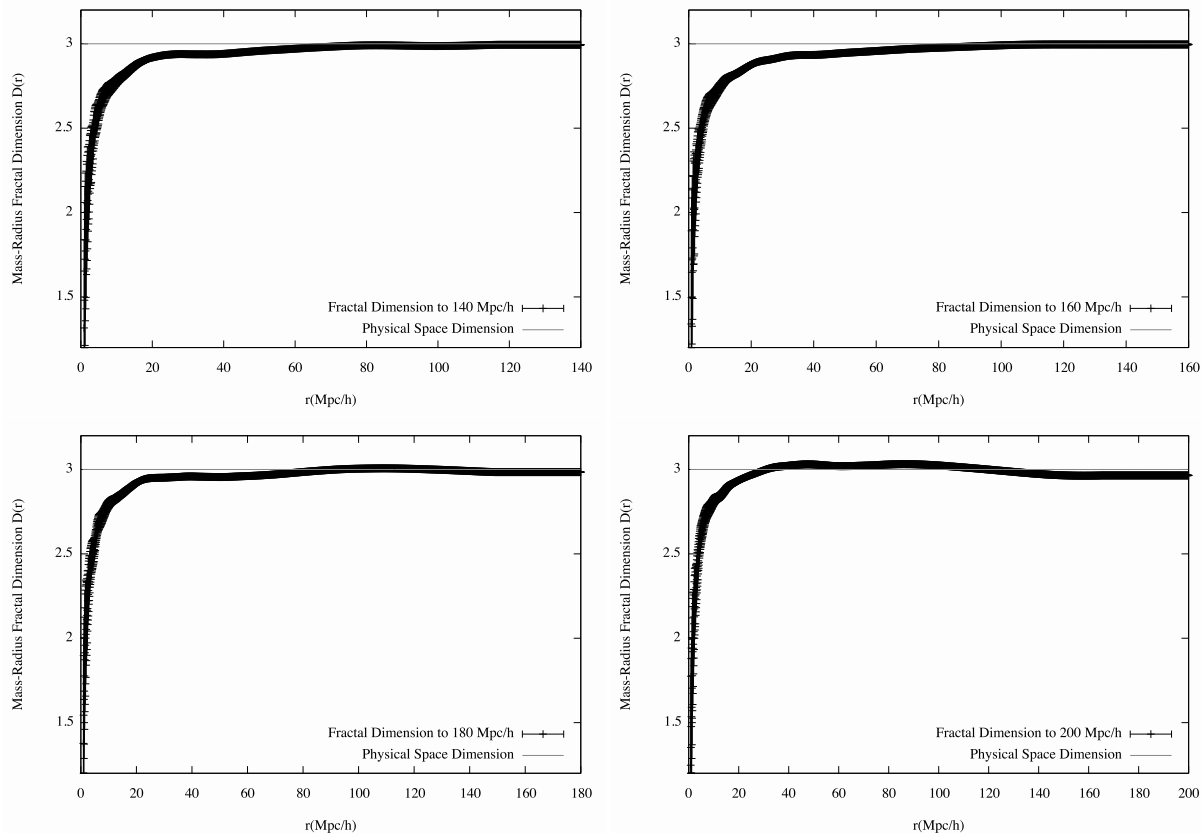 3
2.5
2
1.5
Mass-Radius Fractal Dimension D(r)
Fractal Dimension to 140 Mpc/h
Physical Space Dimension
0 20 40 60 80 100 120 140
r(Mpc/h)
3
2.5
2
1.5
Mass-Radius Fractal Dimension D(r)
Fractal Dimension to 160 Mpc/h
Physical Space Dimension
0 20 40 60 80 100 120 140 160
r(Mpc/h)
3
2.5
2
1.5
Mass-Radius Fractal Dimension D(r)
Fractal Dimension to 180 Mpc/h
Physical Space Dimension
0 20 40 60 80 100 120 140 160 180
r(Mpc/h)
3
2.5
2
1.5
Mass-Radius Fractal Dimension D(r)
Fractal Dimension to 200 Mpc/h
Physical Space Dimension
0 20 40 60 80 100 120 140 160 180 200
r(Mpc/h)